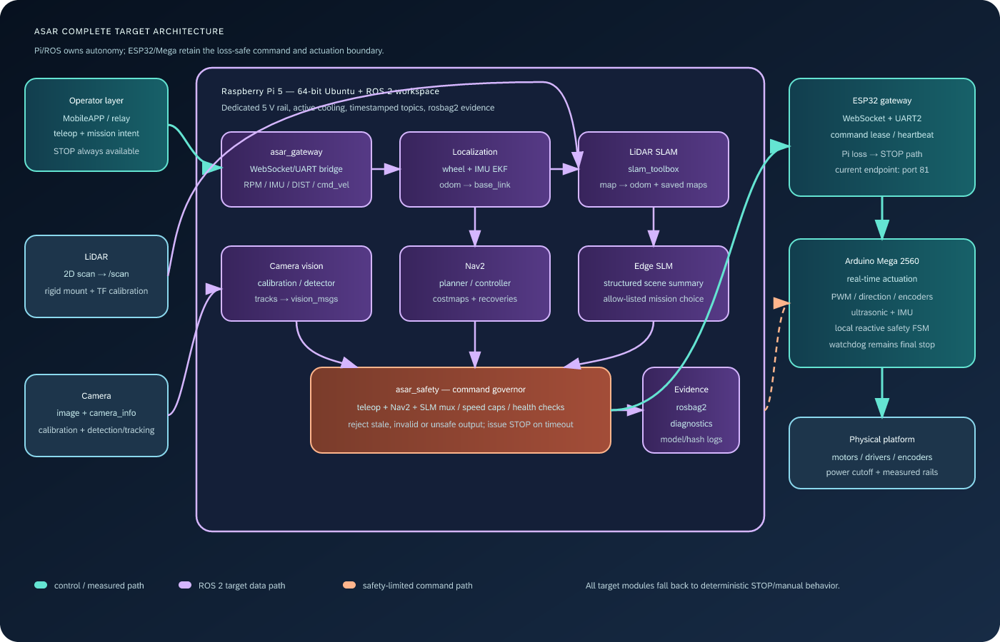 ASAR COMPLETE TARGET ARCHITECTURE
Pi/ROS owns autonomy; ESP32/Mega retain the loss-safe command and actuation boundary.
Operator layer
MobileAPP / relay
teleop + mission intent
STOP always available
LiDAR
2D scan → /scan
rigid mount + TF calibration
Camera
image + camera_info
calibration + detection/tracking
Raspberry Pi 5 — 64-bit Ubuntu + ROS 2 workspace
Dedicated 5 V rail, active cooling, timestamped topics, rosbag2 evidence
asar_gateway
WebSocket/UART bridge
RPM / IMU / DIST / cmd_vel
Localization
wheel + IMU EKF
odom → base_link
LiDAR SLAM
slam_toolbox
map → odom + saved maps
Camera vision
calibration / detector
tracks → vision_msgs
Nav2
planner / controller
costmaps + recoveries
Edge SLM
structured scene summary
allow-listed mission choice
asar_safety — command governor
teleop + Nav2 + SLM mux / speed caps / health checks
reject stale, invalid or unsafe output; issue STOP on timeout
Evidence
rosbag2
diagnostics
model/hash logs
ESP32 gateway
WebSocket + UART2
command lease / heartbeat
Pi loss → STOP path
current endpoint: port 81
Arduino Mega 2560
real-time actuation
PWM / direction / encoders
ultrasonic + IMU
local reactive safety FSM
watchdog remains final stop
Physical platform
motors / drivers / encoders
power cutoff + measured rails
control / measured path
ROS 2 target data path
safety-limited command path
All target modules fall back to deterministic STOP/manual behavior.